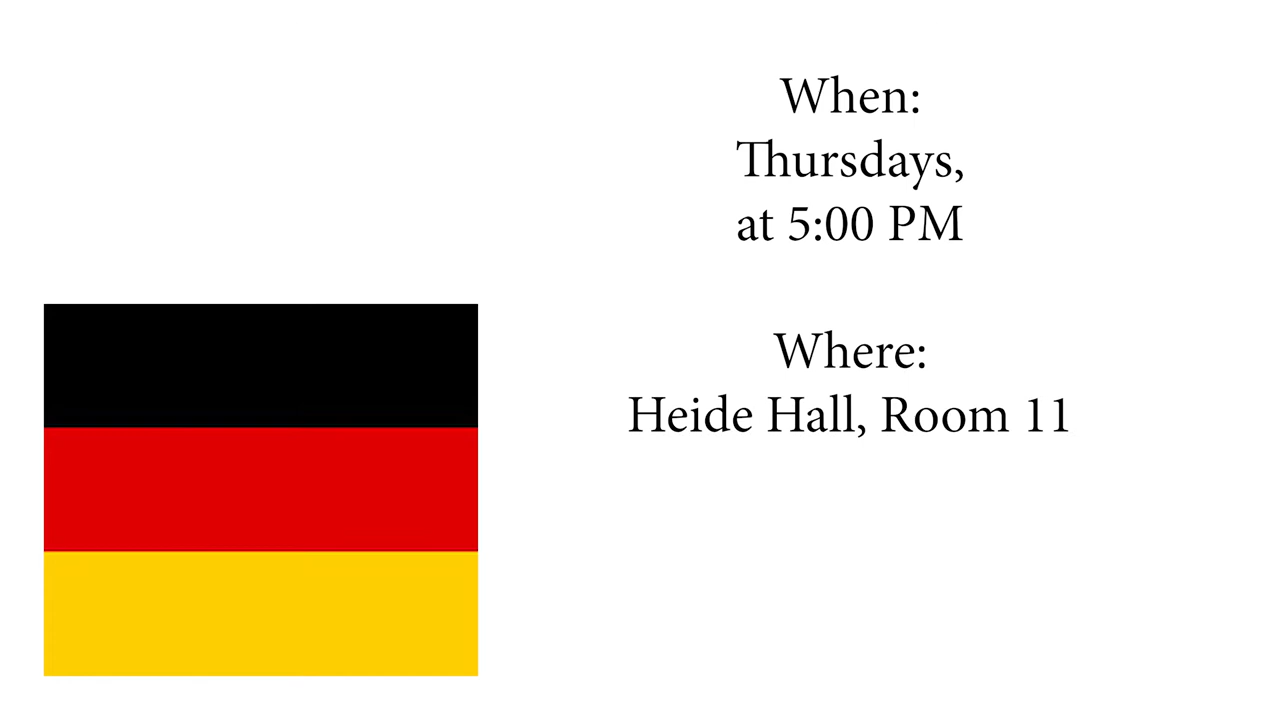 When:
Thursdays,
at 5:00 PM
Where:
Heide Hall, Room 11